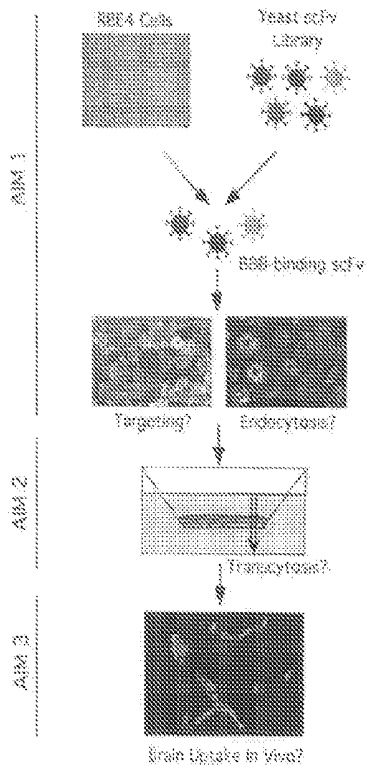 RBE4 Cells
Yeast scFv
Library
AIM 1
BBB-binding scFv
Targeting?
Endocytosis?
AIM 2
Transcytosis?
AIM 3
Brain Uptake In Vivo?